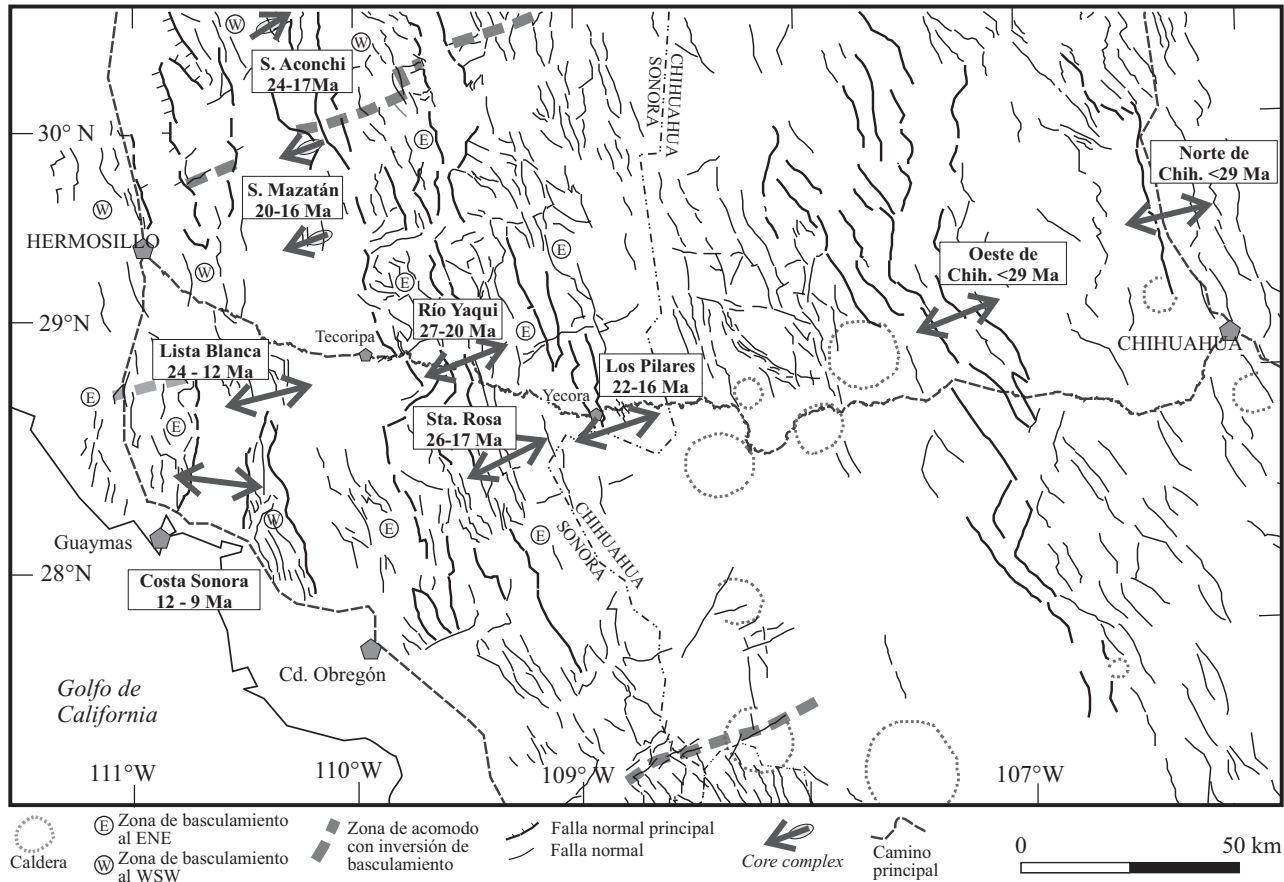 W
W
S. Aconchi
24-17Ma
CHIHUAHUA
SONORA
30° N
E
Norte de
Chih. <29 Ma
S. Mazatán
20-16 Ma
W
HERMOSILLO
W
E
E
Oeste de
Chih. <29 Ma
29°N
Río Yaqui
27-20 Ma
E
Tecoripa
CHIHUAHUA
Lista Blanca
24 - 12 Ma
Los Pilares
22-16 Ma
E
E
Yecora
Sta. Rosa
26-17 Ma
W
E
E
CHIHUAHUA
SONORA
Guaymas
28°N
Costa Sonora
12 - 9 Ma
Cd. Obregón
Golfo de
California
111°W
110°W
109° W
107°W
Caldera
E Zona de basculamiento
al ENE
W Zona de basculamiento
al WSW
Zona de acomodo
con inversión de
basculamiento
Falla normal principal
Falla normal
Core complex
Camino
principal
0
50 km